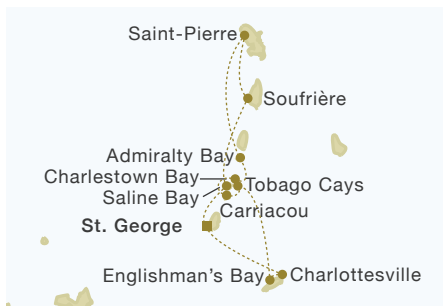 Saint-Pierre
Soufrière
Admiralty Bay
Charlestown Bay
Tobago Cays
Saline Bay
Carriacou
St. George
Englishman's Bay
Charlottesville